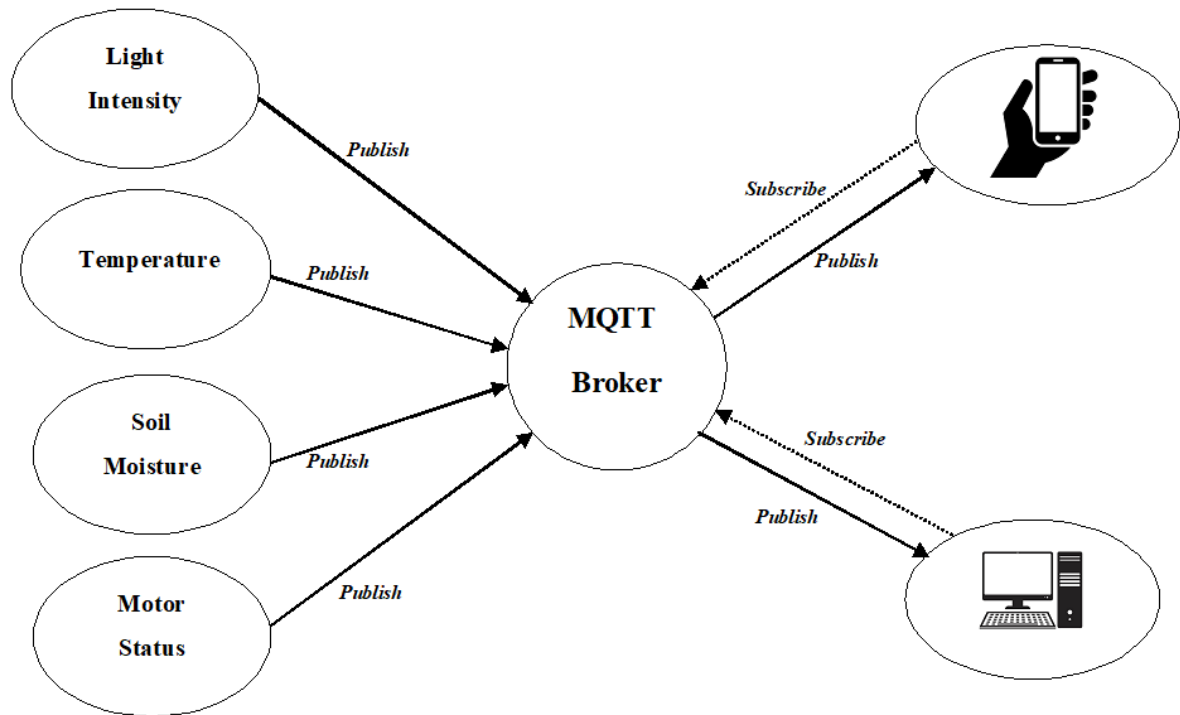 Light
Intensity
Publish
Temperature
Publish
Soil
Moisture
Publish
Motor
Status
Publish
MQTT
Broker
Subscribe
Publish
Subscribe
Publish